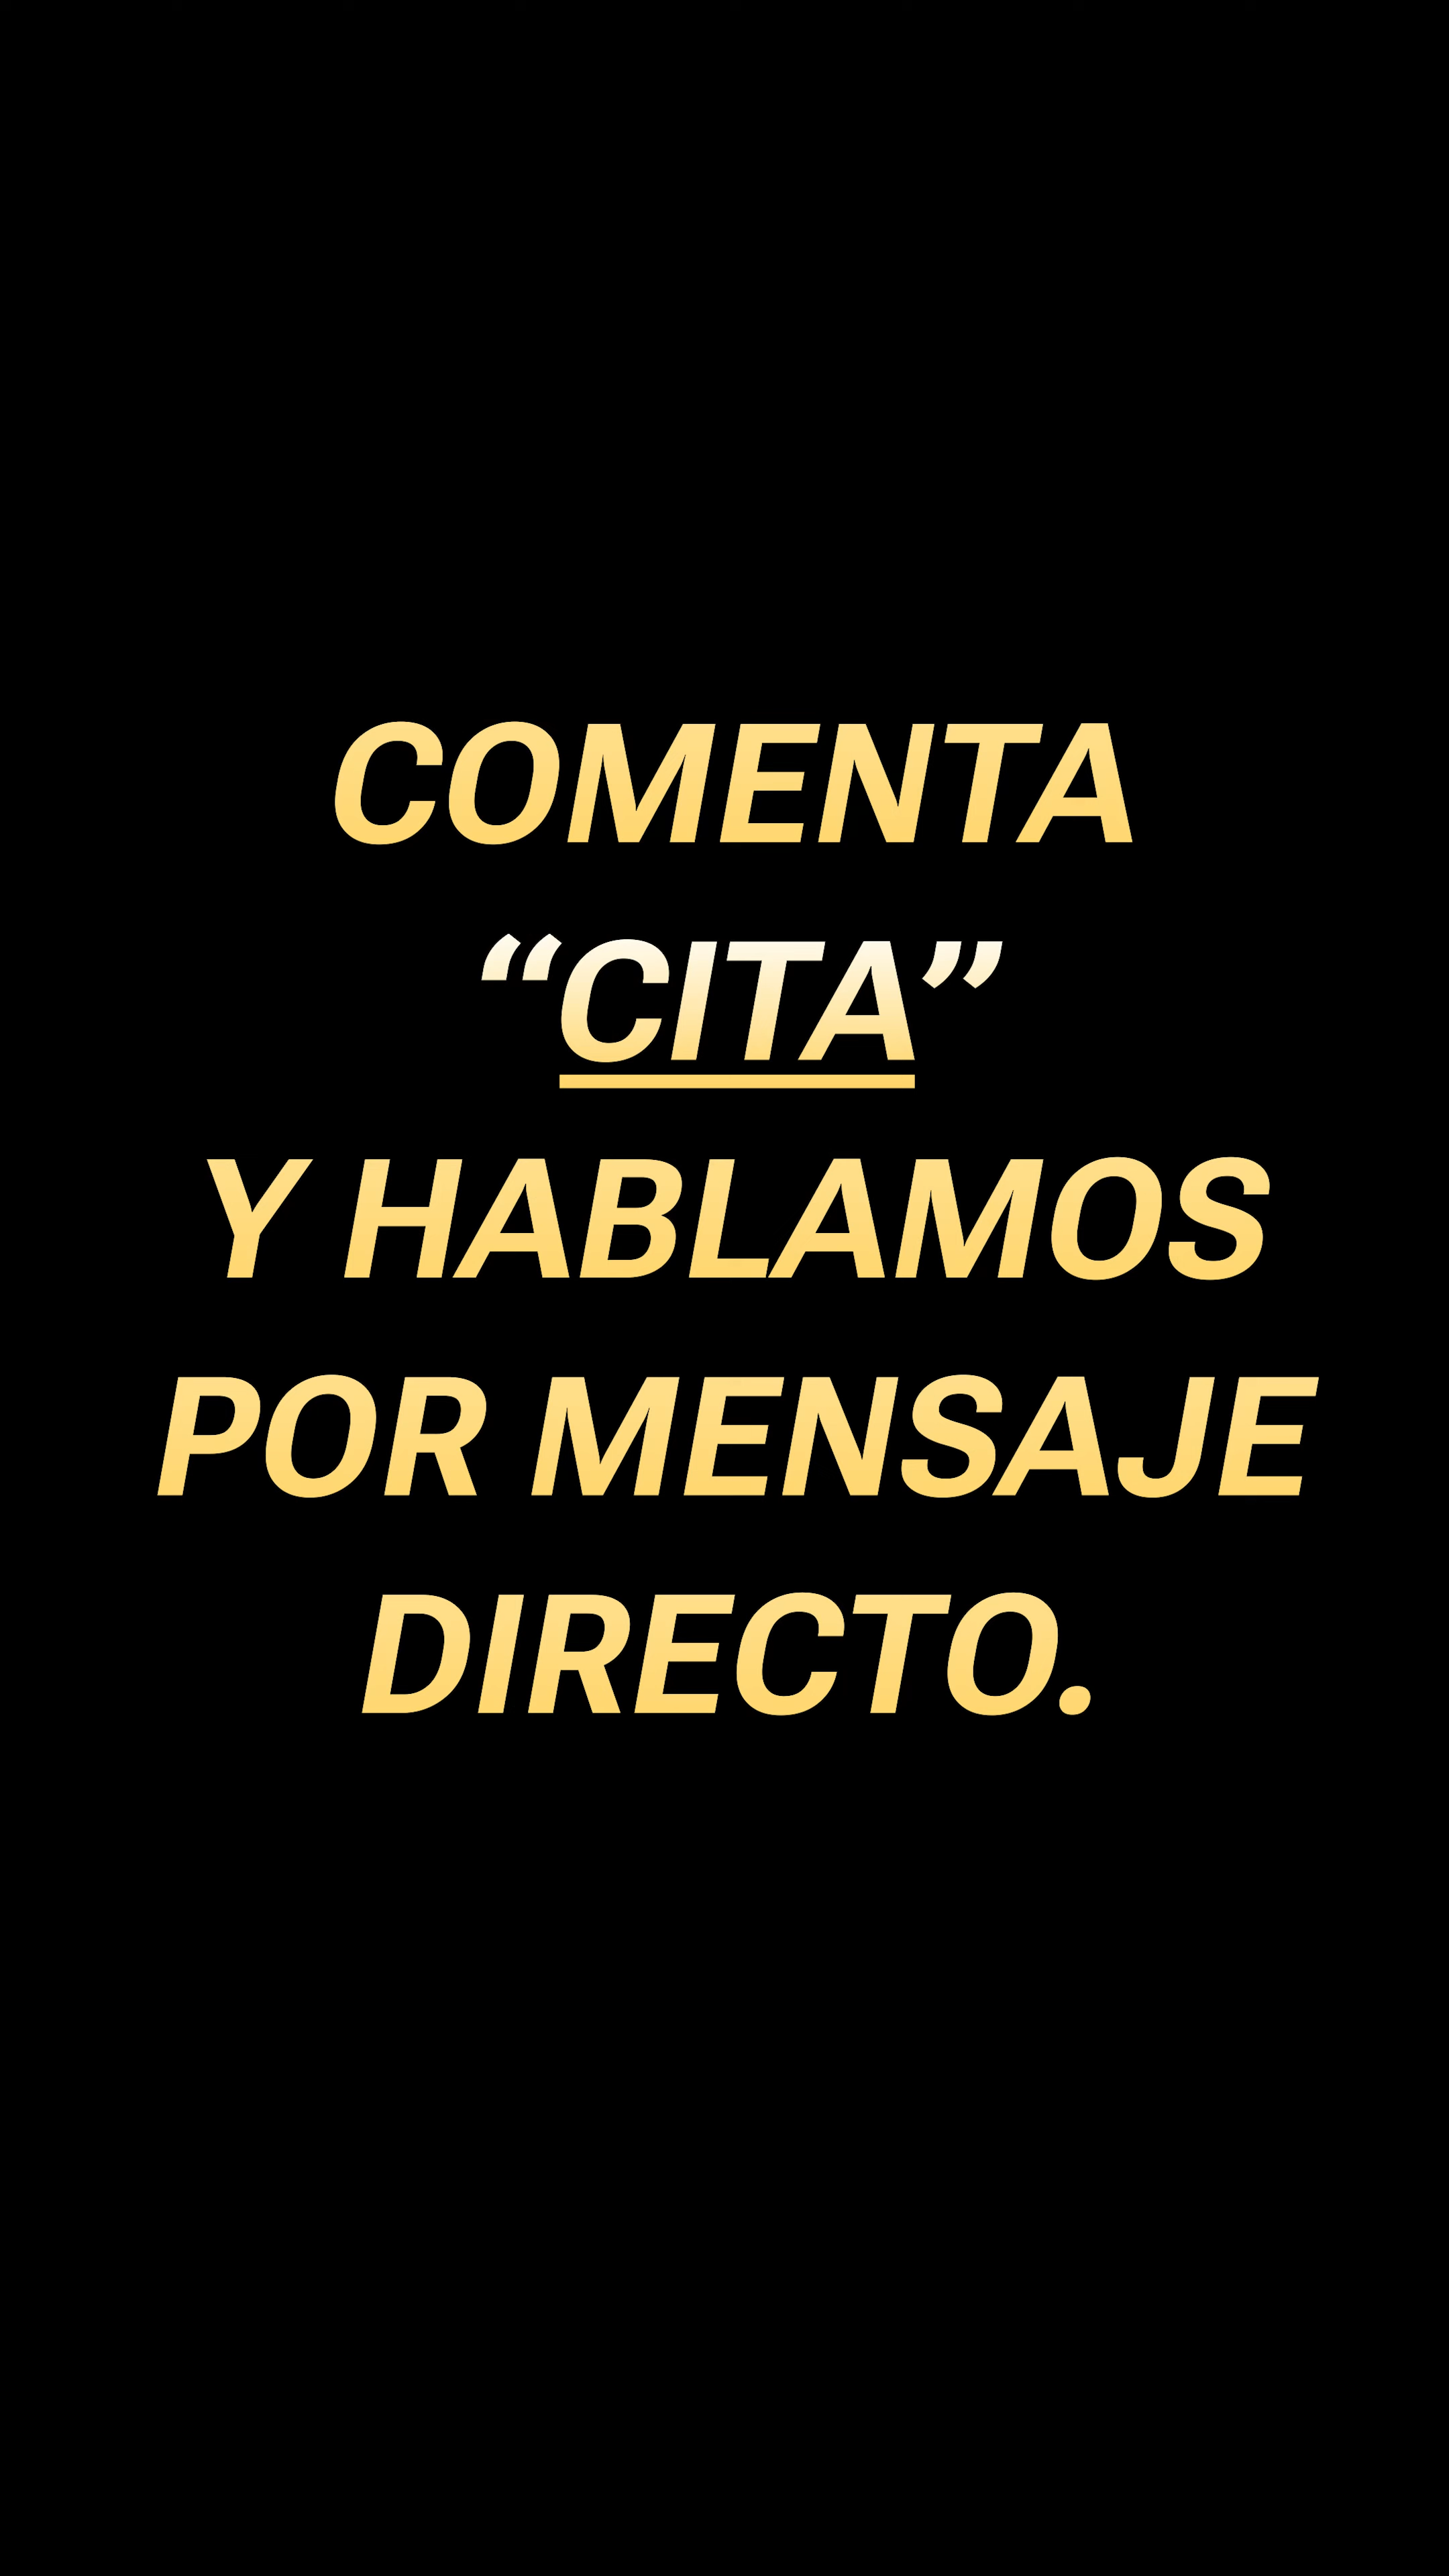 COMENTA
“CITA”
Y HABLAMOS
POR MENSAJE
DIRECTO.